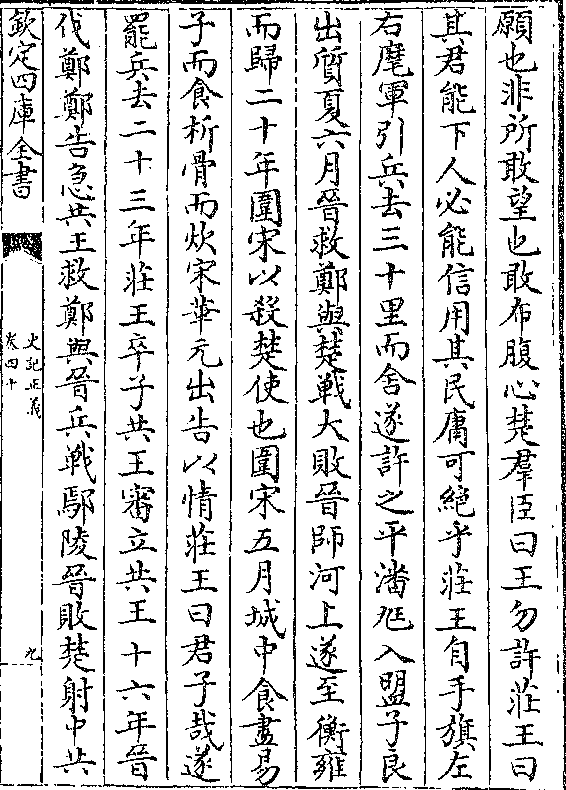 願也非所敢望也敢布腹心楚羣臣曰王勿許莊王曰
其君能下人必能信用其民庸可絶乎莊王自手旗左
右麾軍引兵去三十里而舍遂許之平潘尫入盟子良
出質夏六月晉救鄭與楚戰大敗晉師河上遂至衡雍
而歸二十年圍宋以殺楚使也圍宋五月城中食盡易
子而食析骨而炊宋華元出告以情莊王曰君子哉遂
罷兵去二十三年莊王卒子共王審立共王十六年晉
伐鄭鄭告急共王救鄭與晉兵戰鄢陵晉敗楚射中共
欽定四庫全書
史記正義
卷四十
九